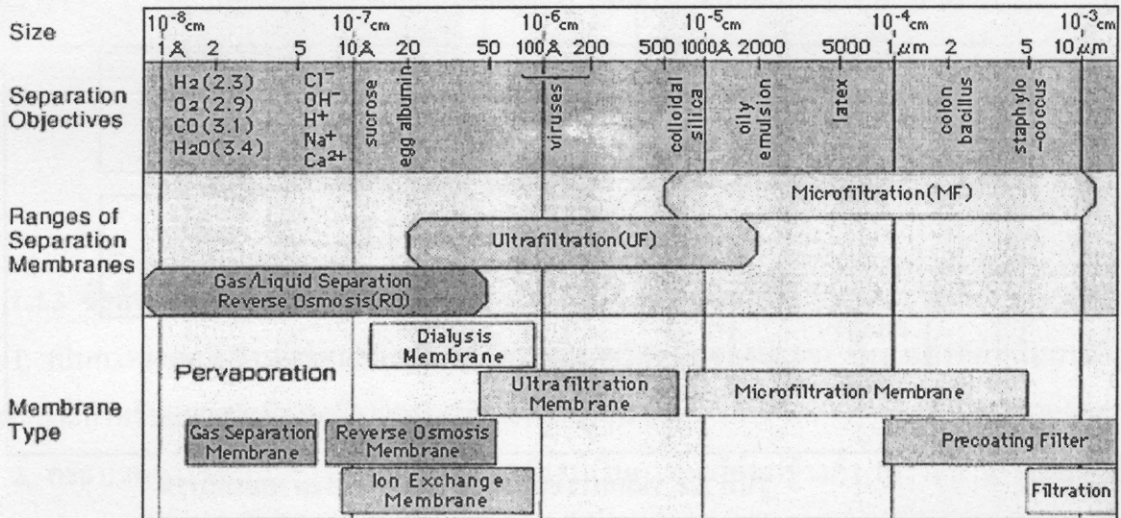 Size
10⁻⁸cm 10⁻⁷cm 10⁻⁶cm 10⁻⁵cm 10⁻⁴cm 10⁻³cm
1Å 2 5 10Å 20 50 100Å 200 500 1000Å 2000 5000 1μm 2 5 10μm
Separation
Objectives
H₂(2.3)
O₂(2.9)
CO(3.1)
H₂O(3.4)
Cl⁻
OH⁻
H⁺
Na⁺
Ca²⁺
sucrose
egg albumin
viruses
colloidal
silica
oily
emulsion
latex
colon
bacillus
staphylo
-coccus
Ranges of
Separation
Membranes
Microfiltration(MF)
Ultrafiltration(UF)
Gas/Liquid Separation
Reverse Osmosis(RO)
Membrane
Type
Dialysis
Membrane
Pervaporation
Ultrafiltration
Membrane
Microfiltration Membrane
Gas Separation
Membrane
Reverse Osmosis
Membrane
Precoating Filter
Ion Exchange
Membrane
Filtration